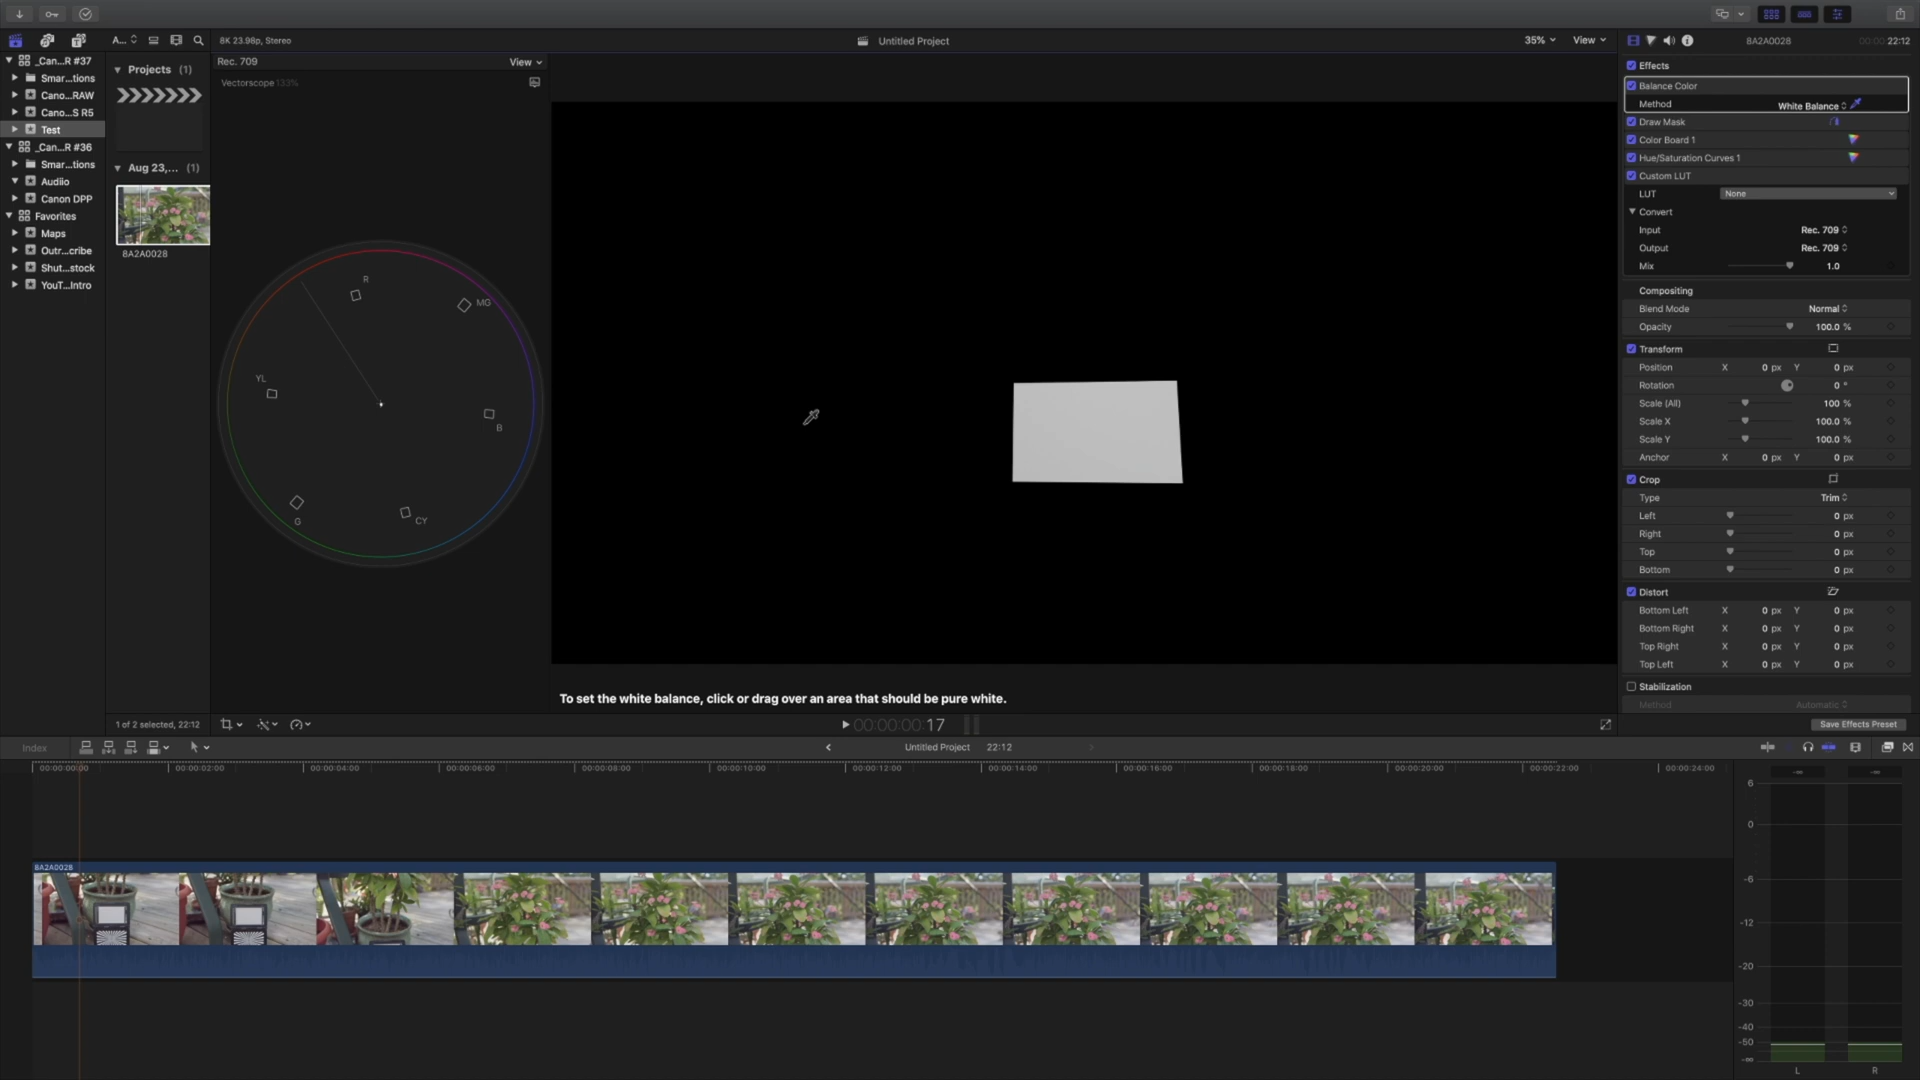 A...
8K 23.98p, Stereo
Untitled Project
35%
View
8A2A0028
00:00:22:12
_Can...R #37
Smar...tions
Cano...RAW
Cano...S R5
Test
_Can...R #36
Smar...tions
Audiio
Canon DPP
Favorites
Maps
Outr...cribe
Shut...stock
YouT...Intro
Projects (1)
Aug 23,... (1)
8A2A0028
1 of 2 selected, 22:12
Rec. 709
View
Vectorscope 133%
R
MG
YL
B
G
CY
To set the white balance, click or drag over an area that should be pure white.
00:00:00:17
Effects
Balance Color
Method White Balance
Draw Mask
Color Board 1
Hue/Saturation Curves 1
Custom LUT
LUT None
Convert
Input Rec. 709
Output Rec. 709
Mix 1.0
Compositing
Blend Mode Normal
Opacity 100.0 %
Transform
Position X 0 px Y 0 px
Rotation 0 °
Scale (All) 100 %
Scale X 100.0 %
Scale Y 100.0 %
Anchor X 0 px Y 0 px
Crop
Type Trim
Left 0 px
Right 0 px
Top 0 px
Bottom 0 px
Distort
Bottom Left X 0 px Y 0 px
Bottom Right X 0 px Y 0 px
Top Right X 0 px Y 0 px
Top Left X 0 px Y 0 px
Stabilization
Method Automatic
Save Effects Preset
Index
Untitled Project 22:12
00:00:00:00 00:00:02:00 00:00:04:00 00:00:06:00 00:00:08:00 00:00:10:00 00:00:12:00 00:00:14:00 00:00:16:00 00:00:18:00 00:00:20:00 00:00:22:00 00:00:24:00
8A2A0028
-∞ -∞
6
0
-6
-12
-20
-30
-40
-50
-∞
L R